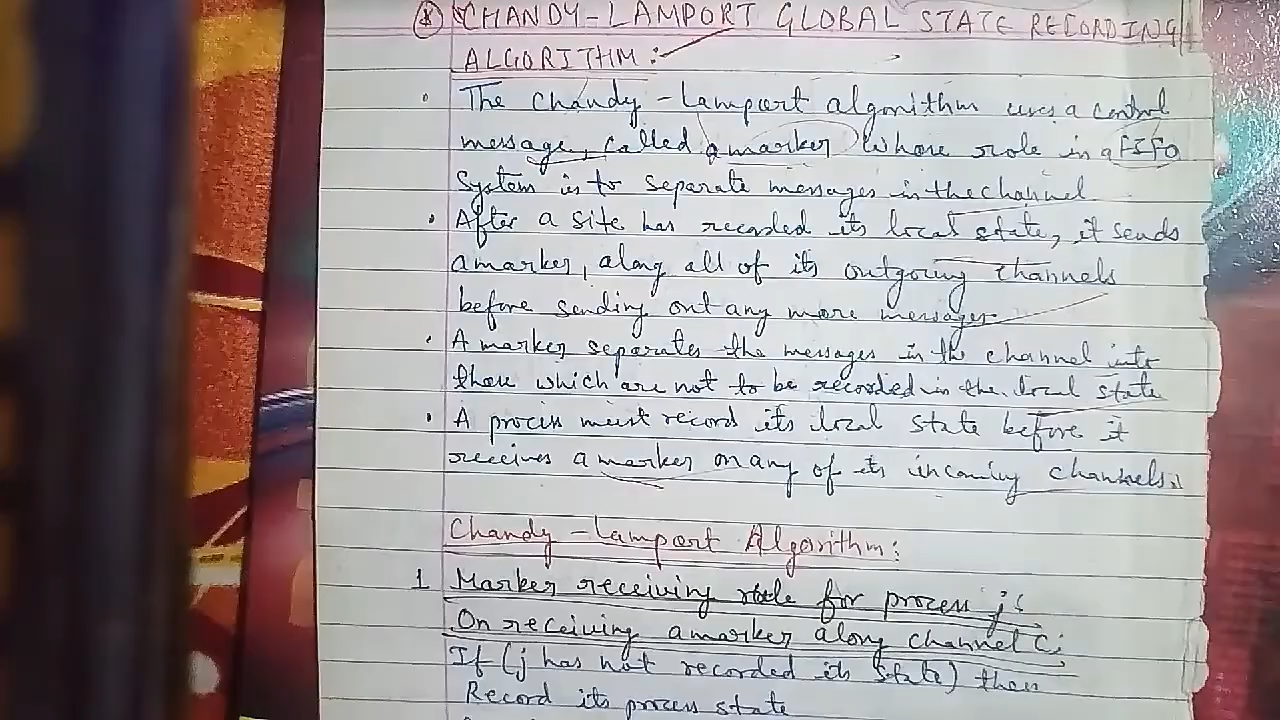 (*) CHANDY-LAMPORT GLOBAL STATE RECORDING
ALGORITHM:-
• The Chandy-Lamport algorithm uses a control
message, called a marker whose role in a FIFO
System is to separate messages in the channel
• After a site has recorded its local state, it sends
a marker, along all of its outgoing channels
before sending out any more messages
• A marker separates the messages in the channel into
those which are not to be recorded in the local state
• A process must record its local state before it
receives a marker on any of its incoming channels.
Chandy-Lamport Algorithm:
1 Marker receiving rule for process j:
On receiving a marker along channel C:
If (j has not recorded its State) then
Record its process state